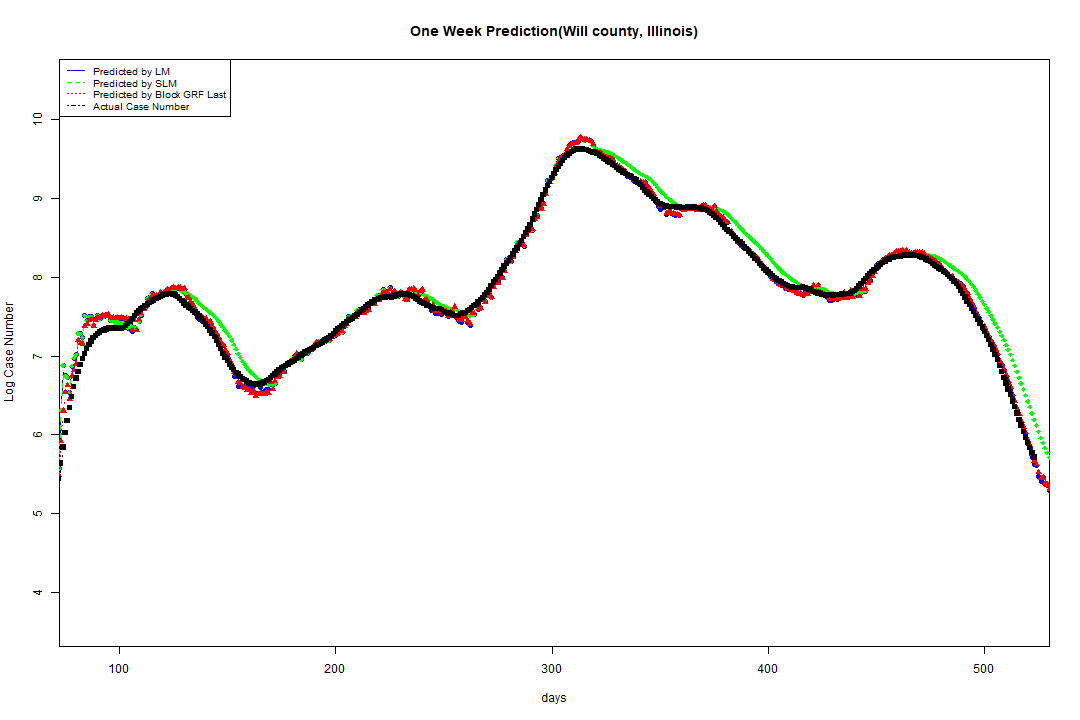 One Week Prediction(Will county, Illinois)
Predicted by LM
Predicted by SLM
Predicted by Block GRF Last
Actual Case Number
10
9
8
7
6
5
4
Log Case Number
100 200 300 400 500
days